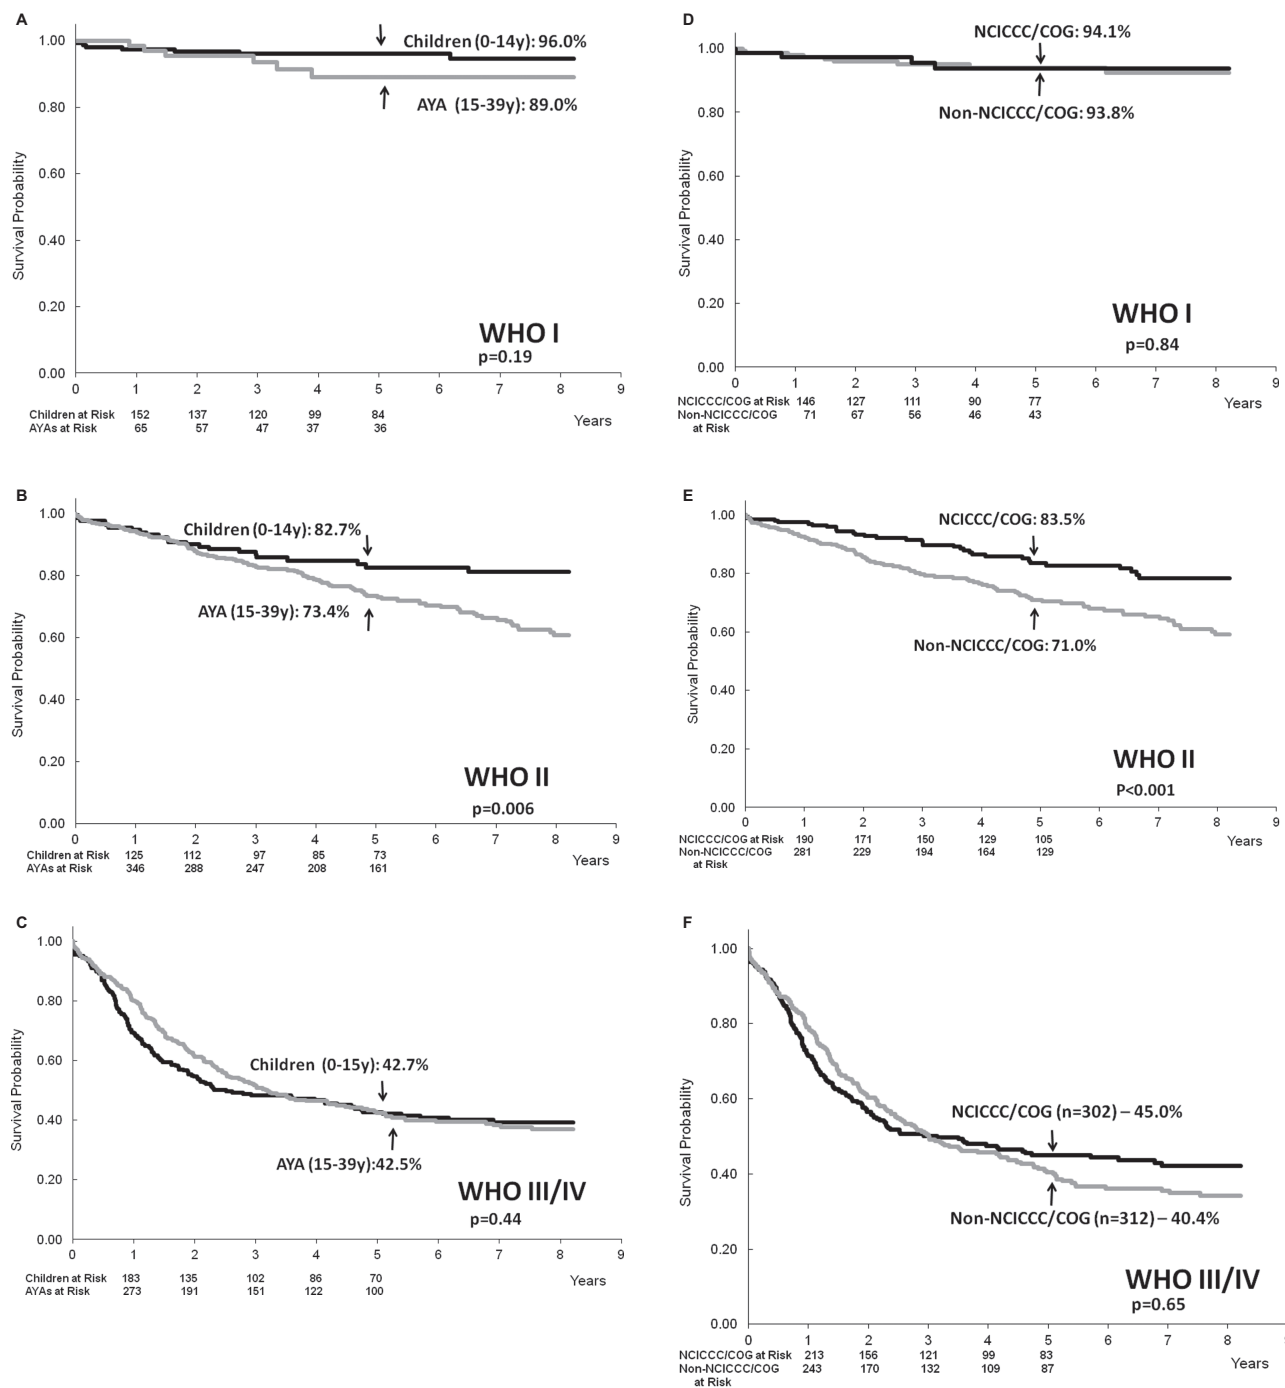 A
Survival Probability
1.00
0.80
0.60
0.40
0.20
0.00
Children (0-14y): 96.0%
AYA (15-39y): 89.0%
WHO I
p=0.19
0 1 2 3 4 5 6 7 8 9
Years
Children at Risk 152 137 120 99 84
AYAs at Risk 65 57 47 37 36
D
Survival Probability
1.00
0.80
0.60
0.40
0.20
0.00
NCICCC/COG: 94.1%
Non-NCICCC/COG: 93.8%
WHO I
p=0.84
0 1 2 3 4 5 6 7 8 9
Years
NCICCC/COG at Risk 146 127 111 90 77
Non-NCICCC/COG 71 67 56 46 43
at Risk
B
Survival Probability
1.00
0.80
0.60
0.40
0.20
0.00
Children (0-14y): 82.7%
AYA (15-39y): 73.4%
WHO II
p=0.006
0 1 2 3 4 5 6 7 8 9
Years
Children at Risk 125 112 97 85 73
AYAs at Risk 346 288 247 208 161
E
Survival Probability
1.00
0.80
0.60
0.40
0.20
0.00
NCICCC/COG: 83.5%
Non-NCICCC/COG: 71.0%
WHO II
P<0.001
0 1 2 3 4 5 6 7 8 9
Years
NCICCC/COG at Risk 190 171 150 129 105
Non-NCICCC/COG 281 229 194 164 129
at Risk
C
Survival Probability
1.00
0.80
0.60
0.40
0.20
0.00
Children (0-15y): 42.7%
AYA (15-39y):42.5%
WHO III/IV
p=0.44
0 1 2 3 4 5 6 7 8 9
Years
Children at Risk 183 135 102 86 70
AYAs at Risk 273 191 151 122 100
F
Survival Probability
1.00
0.80
0.60
0.40
0.20
0.00
NCICCC/COG (n=302) – 45.0%
Non-NCICCC/COG (n=312) – 40.4%
WHO III/IV
p=0.65
0 1 2 3 4 5 6 7 8
Years
NCICCC/COG at Risk 213 156 121 99 83
Non-NCICCC/COG 243 170 132 109 87
at Risk